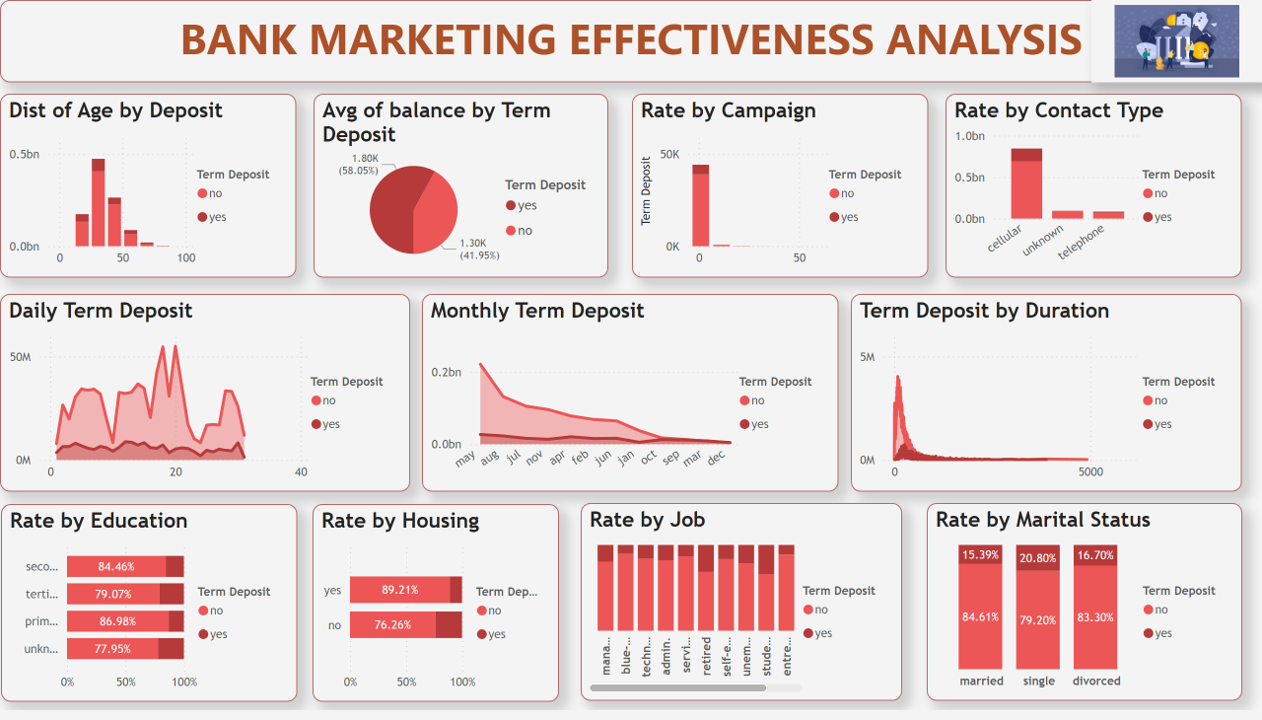 BANK MARKETING EFFECTIVENESS ANALYSIS
Dist of Age by Deposit
0.5bn
0.0bn
0
50
100
Term Deposit
no
yes
Avg of balance by Term
Deposit
1.80K
(58.05%)
1.30K
(41.95%)
Term Deposit
yes
no
Rate by Campaign
Term Deposit
50K
0K
0
50
Term Deposit
no
yes
Rate by Contact Type
1.0bn
0.5bn
0.0bn
cellular
unknown
telephone
Term Deposit
no
yes
Daily Term Deposit
50M
0M
0
20
40
Term Deposit
no
yes
Monthly Term Deposit
0.2bn
0.0bn
may
aug
jul
nov
apr
feb
jun
jan
oct
sep
mar
dec
Term Deposit
no
yes
Term Deposit by Duration
5M
0M
0
5000
Term Deposit
no
yes
Rate by Education
seco...
84.46%
terti...
79.07%
prim...
86.98%
unkn...
77.95%
0%
50%
100%
Term Deposit
no
yes
Rate by Housing
yes
89.21%
no
76.26%
0%
50%
100%
Term Dep...
no
yes
Rate by Job
mana...
blue-...
techn...
admin.
servi...
retired
self-e...
unem...
stude...
entre...
Term Deposit
no
yes
Rate by Marital Status
15.39%
20.80%
16.70%
84.61%
79.20%
83.30%
married
single
divorced
Term Deposit
no
yes